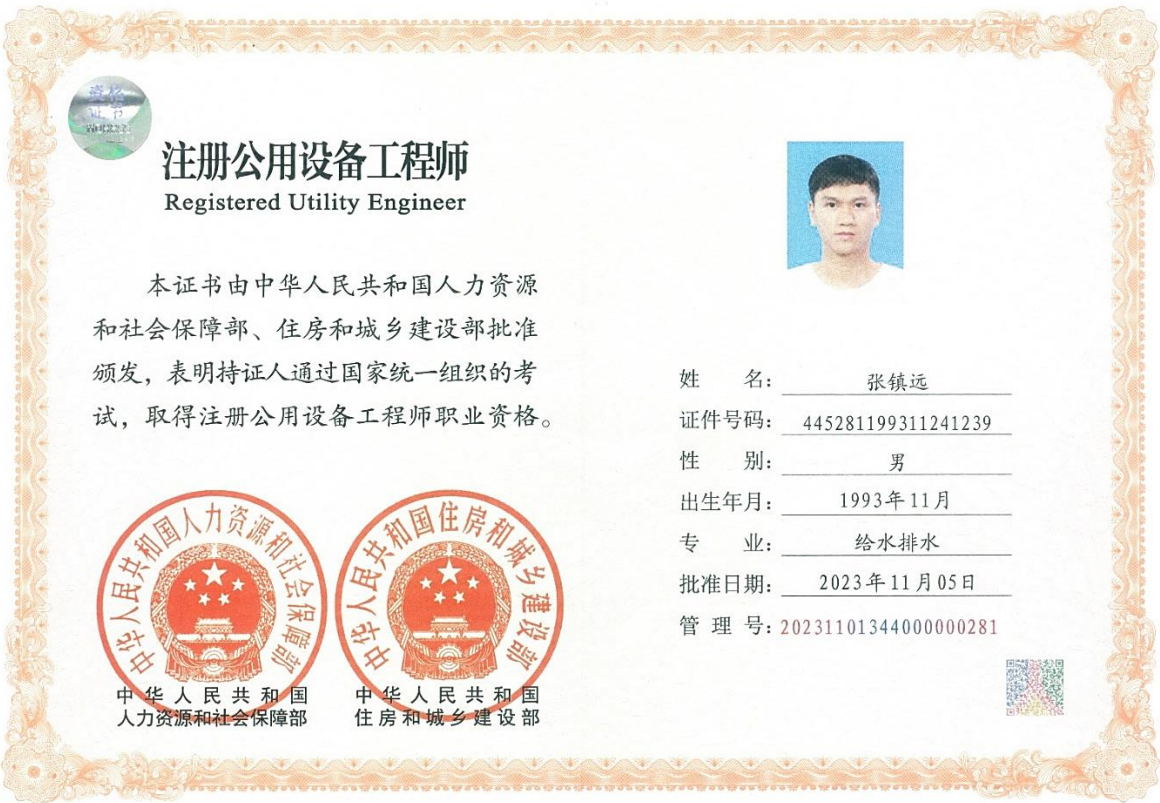 注册公用设备工程师
Registered Utility Engineer
本证书由中华人民共和国人力资源
和社会保障部、住房和城乡建设部批准
颁发，表明持证人通过国家统一组织的考
试，取得注册公用设备工程师职业资格。
中华人民共和国人力资源和社会保障部
中华人民共和国住房和城乡建设部
中华人民共和国
人力资源和社会保障部
中华人民共和国
住房和城乡建设部
姓 名：张镇远
证件号码：445281199311241239
性 别：男
出生年月：1993年11月
专 业：给水排水
批准日期：2023年11月05日
管 理 号：20231101344000000281